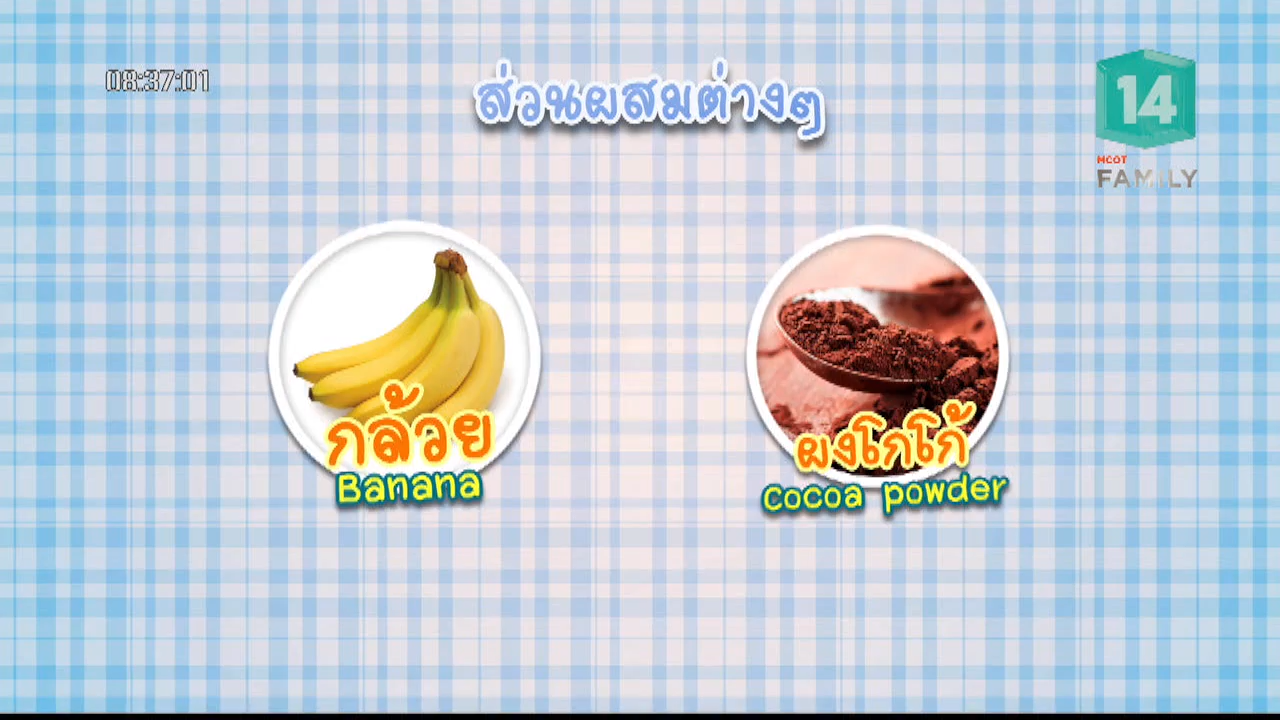 08:37:01
ส่วนผสมต่างๆ
14
MCOT
FAMILY
กล้วย
Banana
ผงโกโก้
cocoa powder